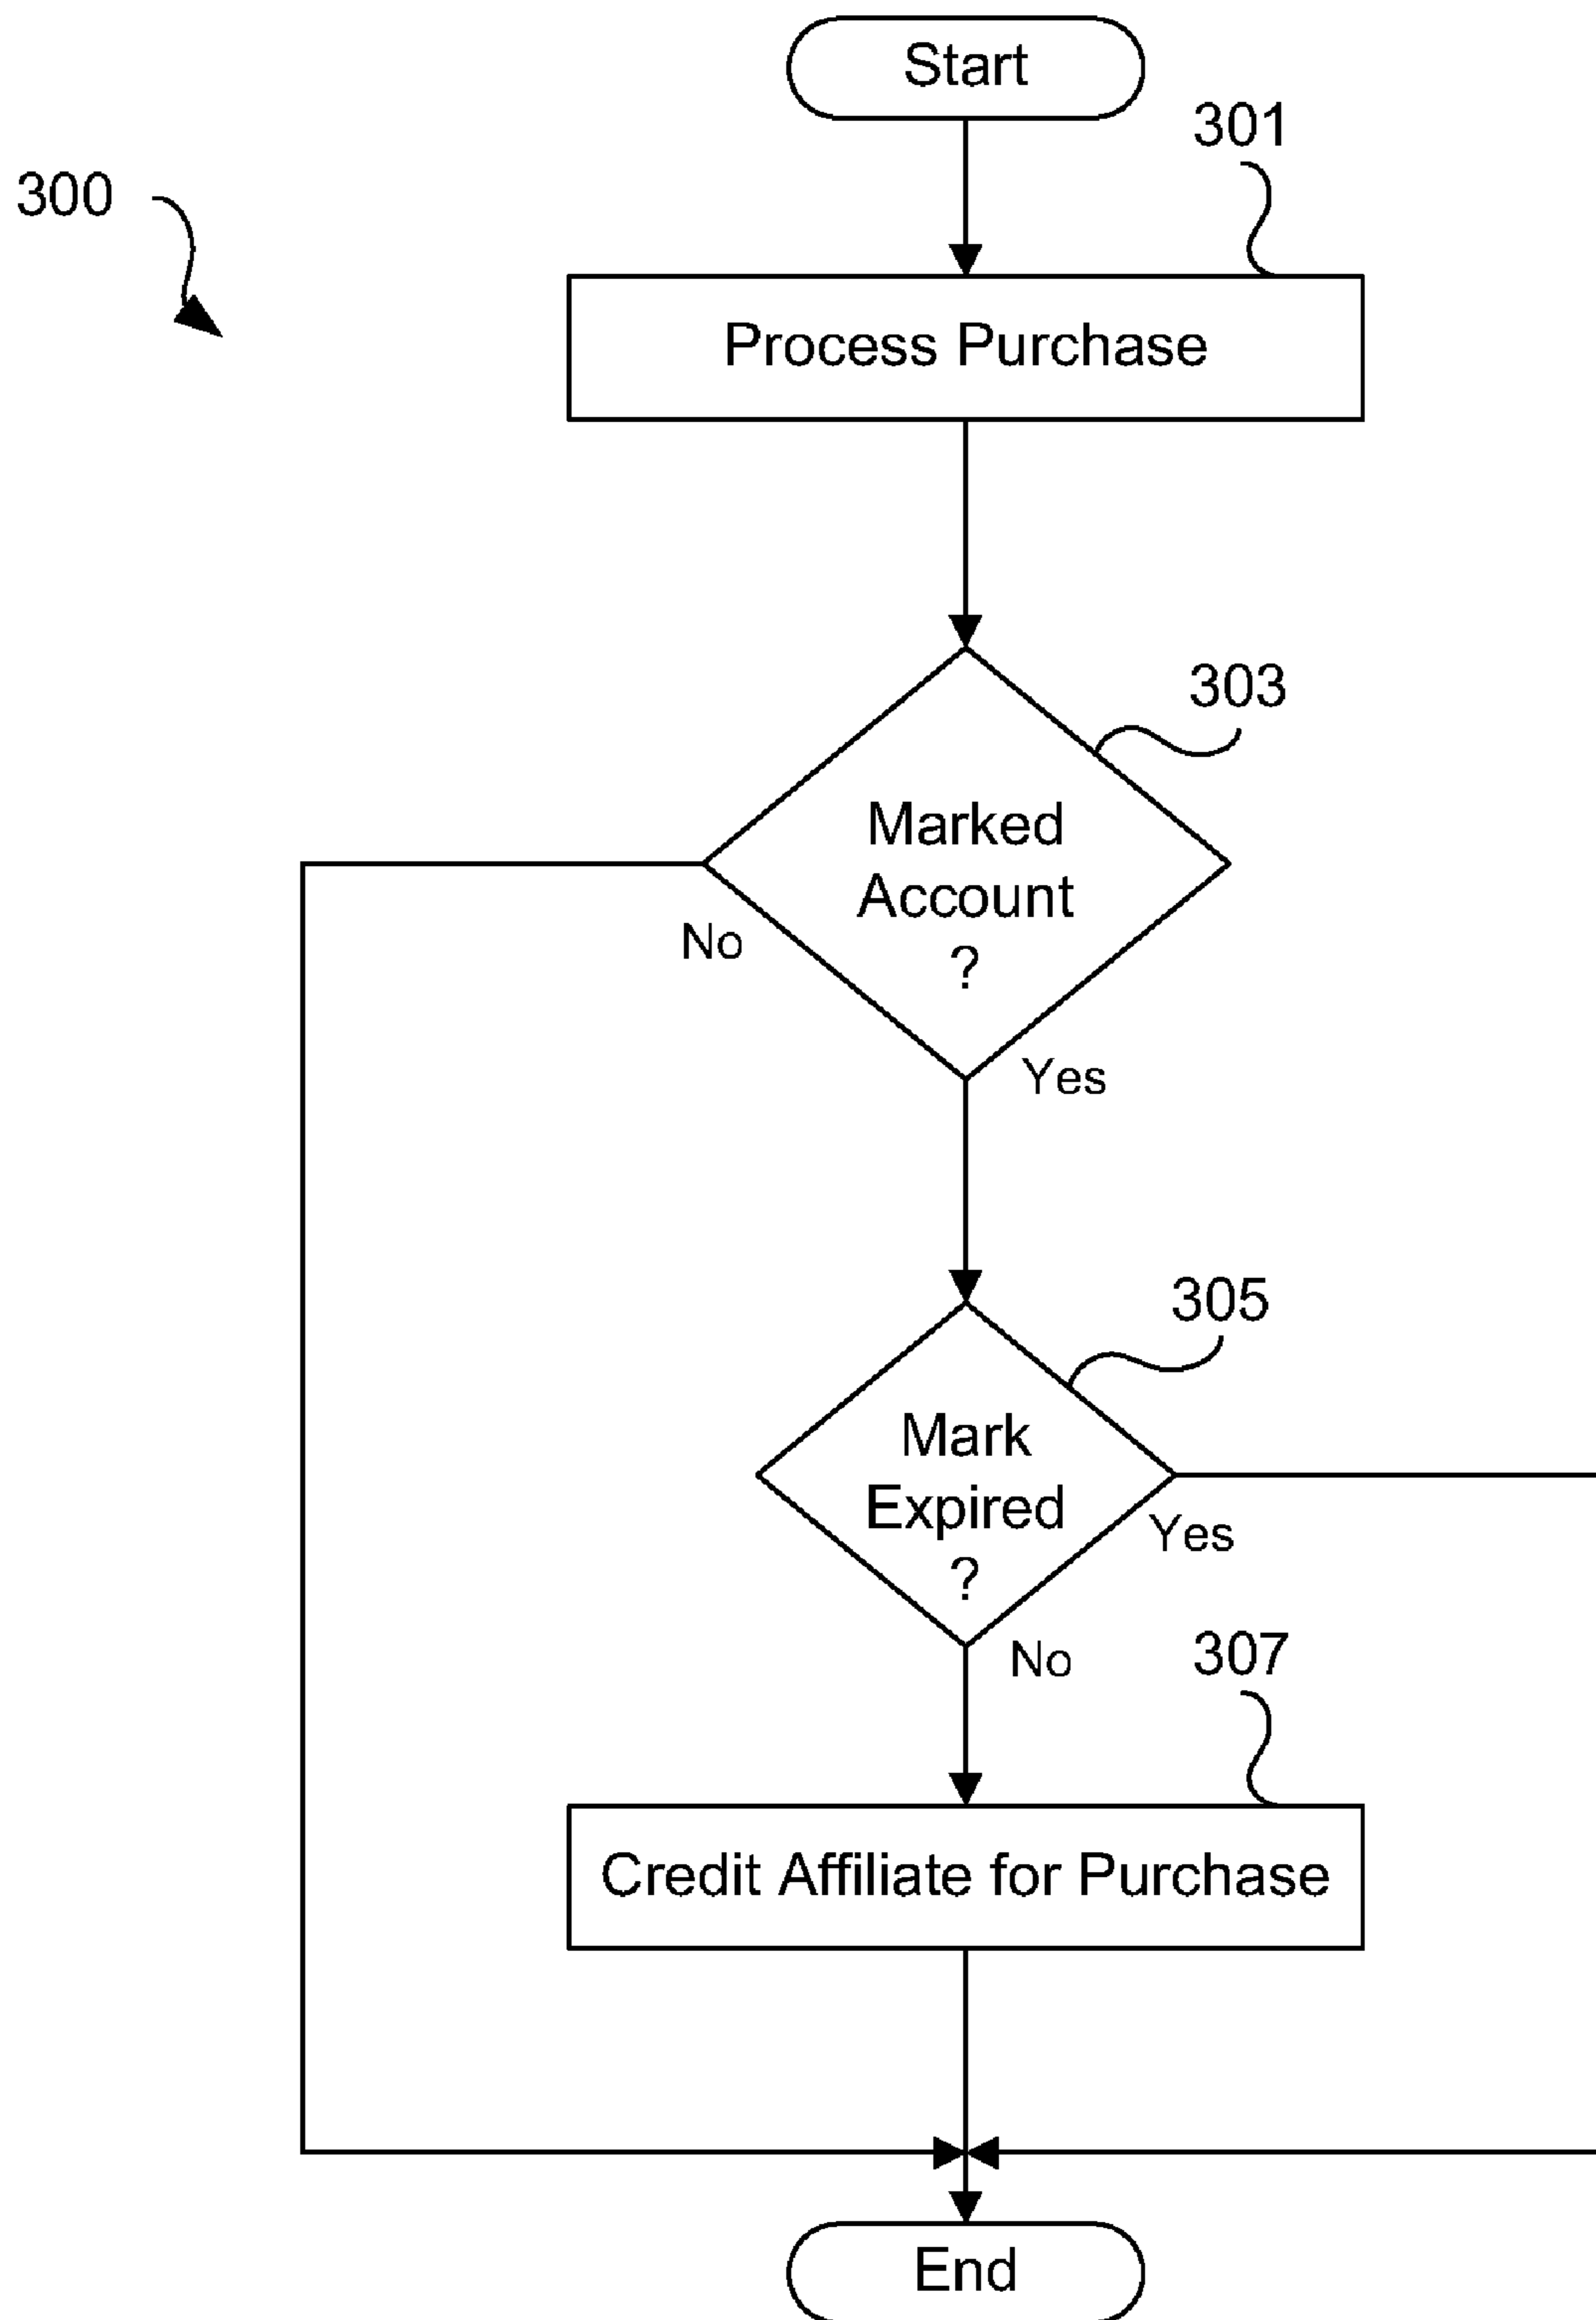 Start
301
300
Process Purchase
303
Marked
Account
?
No
Yes
305
Mark
Expired
?
Yes
No
307
Credit Affiliate for Purchase
End